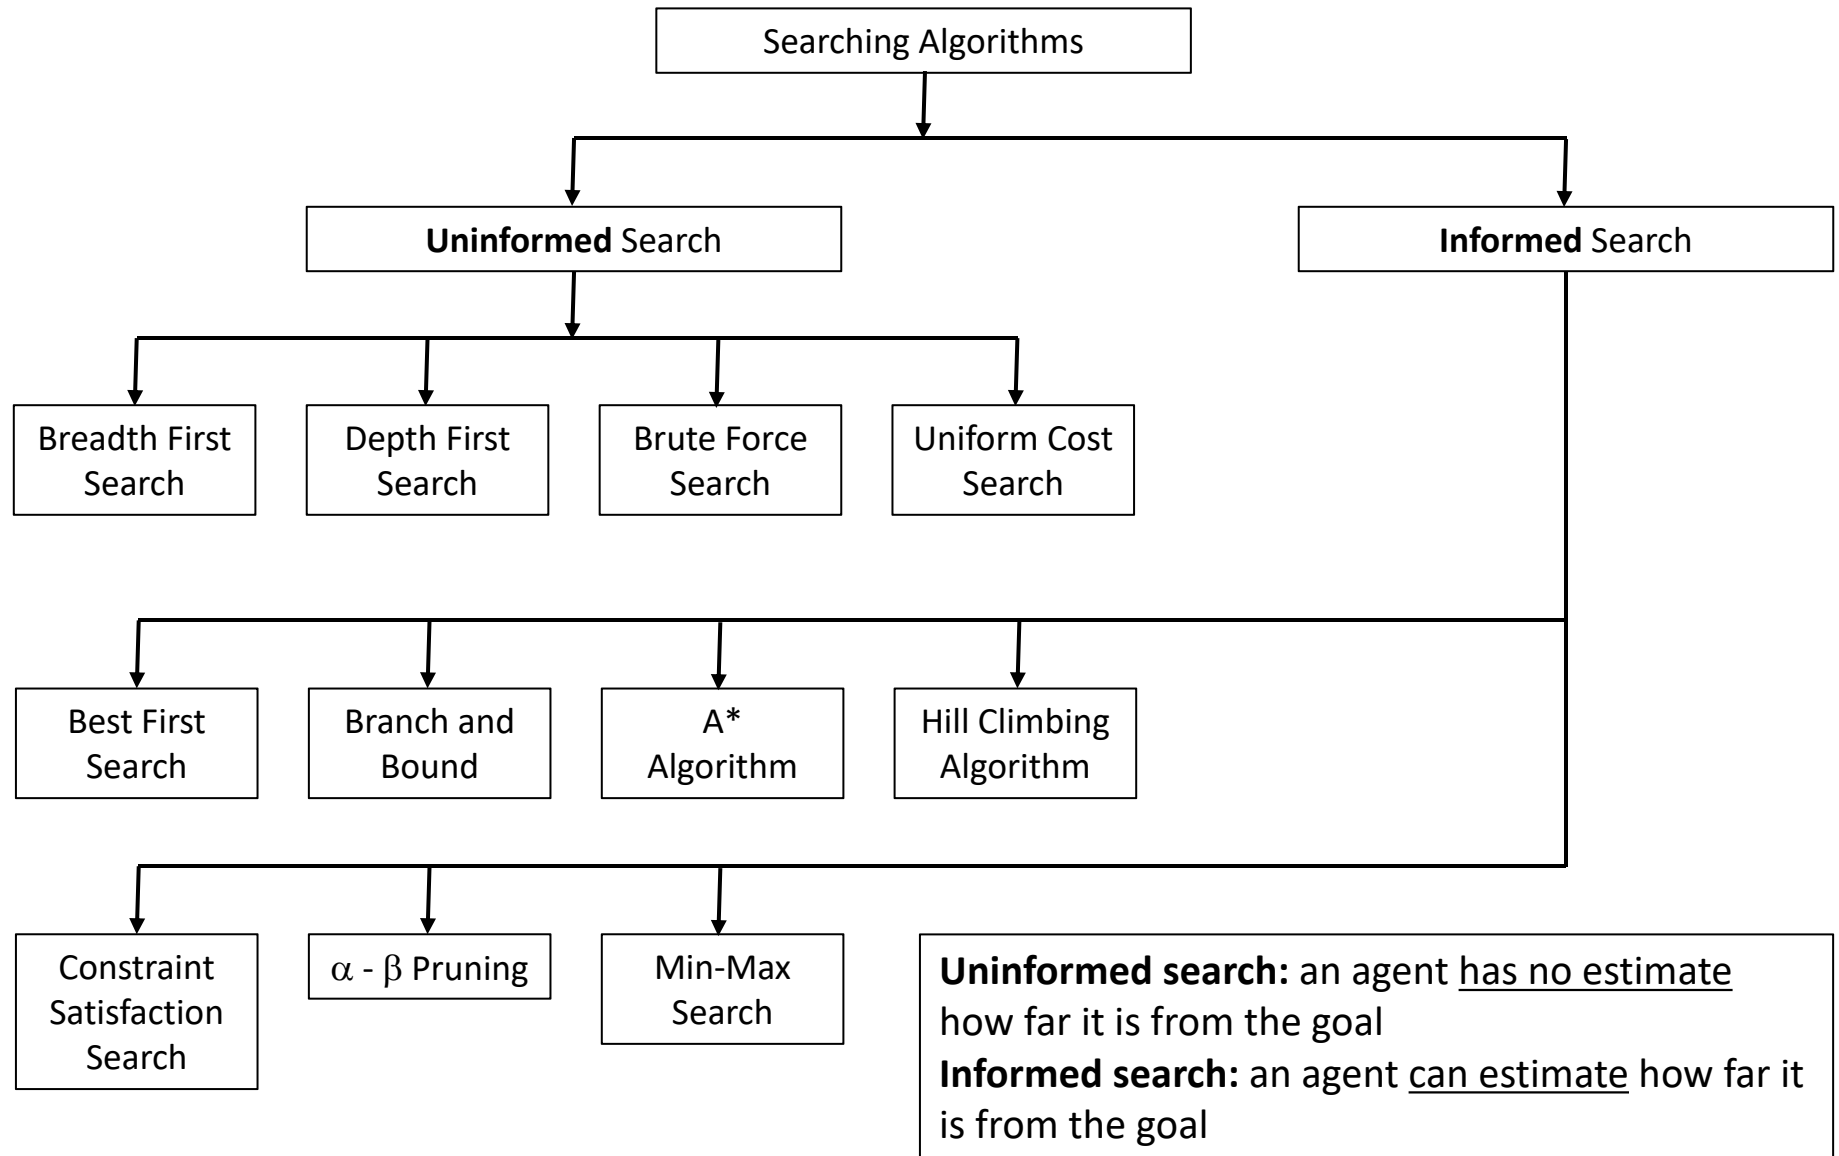 Searching Algorithms
Uninformed Search
Informed Search
Breadth First
Search
Depth First
Search
Brute Force
Search
Uniform Cost
Search
Best First
Search
Branch and
Bound
A*
Algorithm
Hill Climbing
Algorithm
Constraint
Satisfaction
Search
α - β Pruning
Min-Max
Search
Uninformed search: an agent has no estimate
how far it is from the goal
Informed search: an agent can estimate how far it
is from the goal